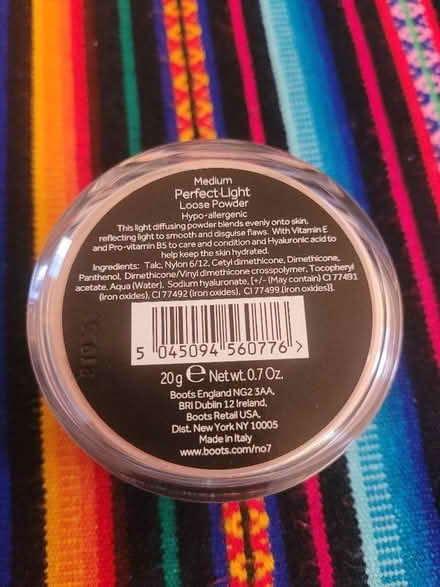 Medium
Perfect Light
Loose Powder
Hypo-allergenic
This light diffusing powder blends evenly onto skin,
reflecting light to smooth and disguise flaws. With Vitamin E
and Pro-vitamin B5 to care and condition and Hyaluronic acid to
help keep the skin hydrated.
Ingredients: Talc, Nylon 6/12, Cetyl dimethicone, Dimethicone,
Panthenol, Dimethicone/Vinyl dimethicone crosspolymer, Tocopheryl
acetate, Aqua (Water), Sodium hyaluronate, [+/- (May contain) CI 77491
(Iron oxides), CI 77492 (Iron oxides), CI 77499 (Iron oxides)].
5 045094 560776 >
20 g e Net wt. 0.7 Oz.
Boots England NG2 3AA,
BRI Dublin 12 Ireland,
Boots Retail USA,
Dist. New York NY 10005
Made in Italy
www.boots.com/no7